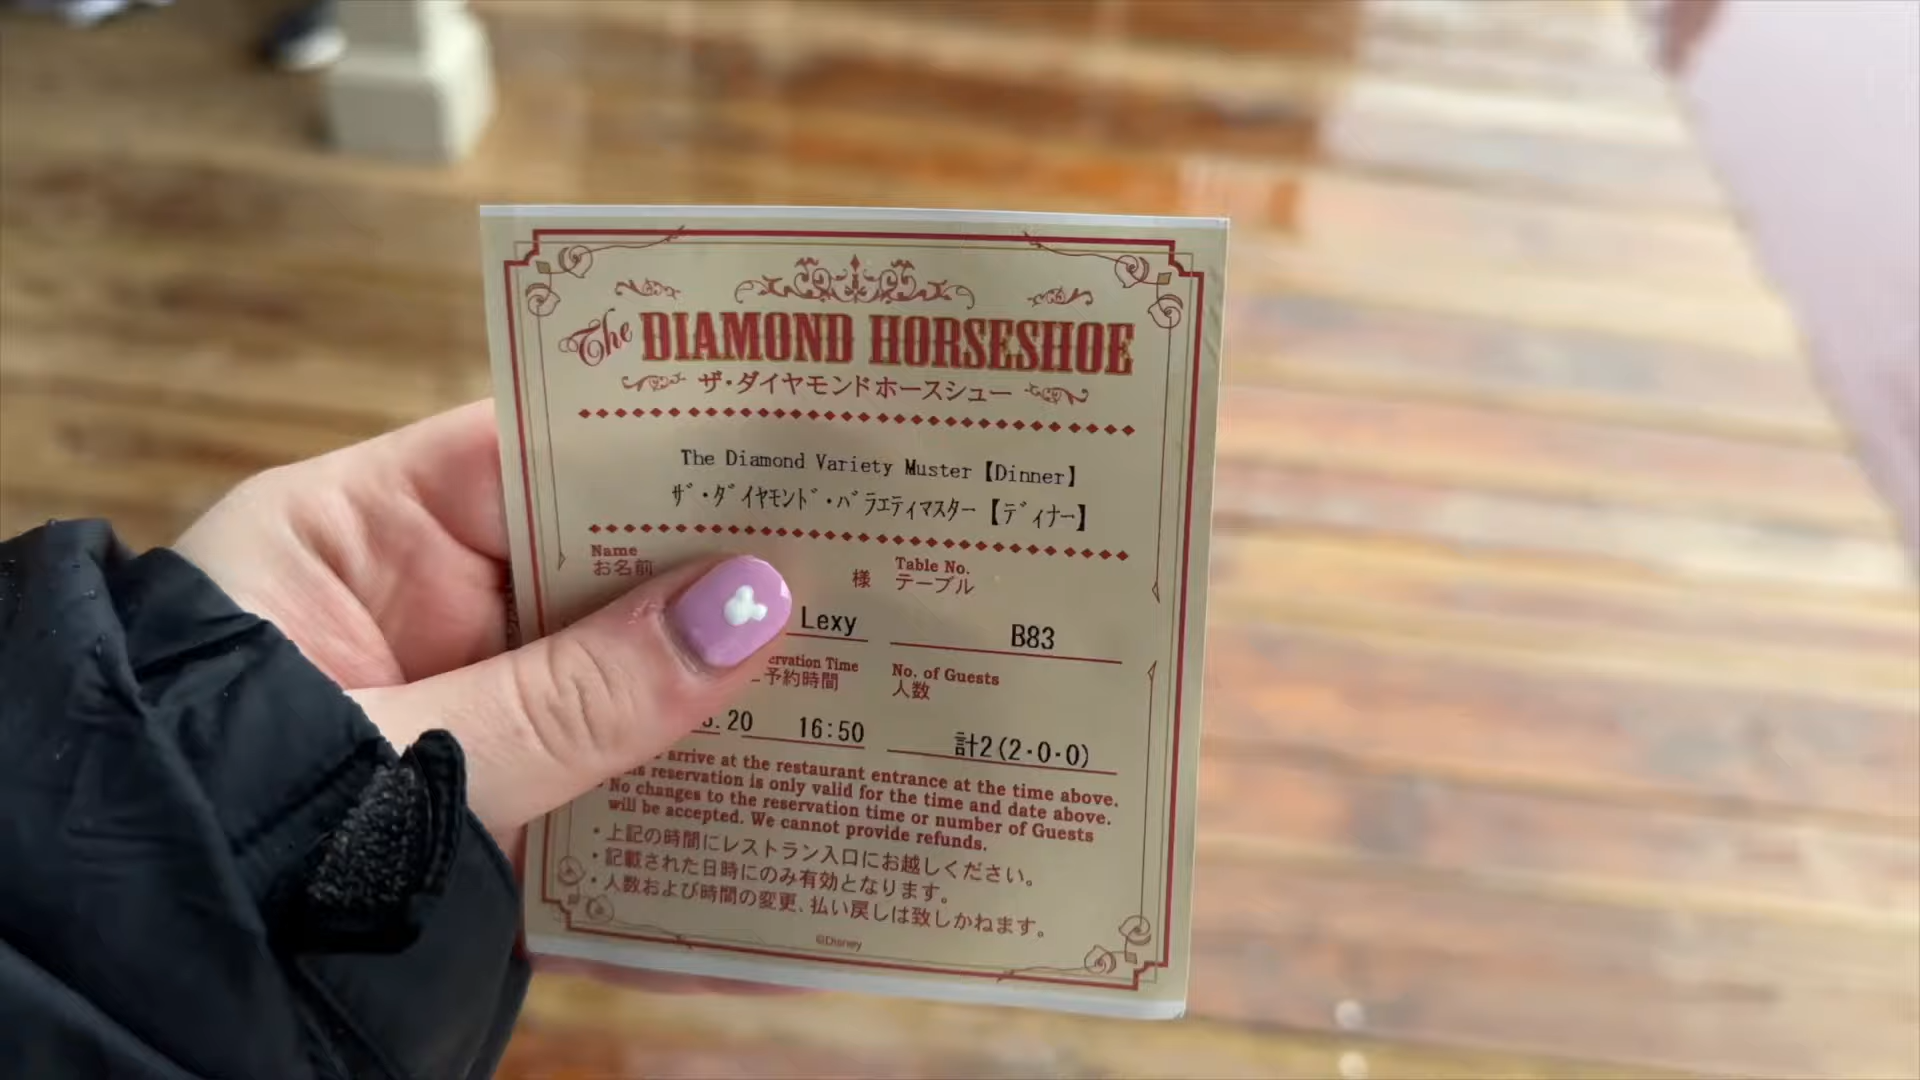 The DIAMOND HORSESHOE
ザ・ダイヤモンドホースシュー
The Diamond Variety Muster【Dinner】
ザ・ダイヤモンド・バラエティマスター【ディナー】
Name
お名前
様
Table No.
テーブル
Lexy
B83
Reservation Time
予約時間
No. of Guests
人数
.20
16:50
計2(2・0・0)
arrive at the restaurant entrance at the time above.
reservation is only valid for the time and date above.
No changes to the reservation time or number of Guests
will be accepted. We cannot provide refunds.
・上記の時間にレストラン入口にお越しください。
・記載された日時にのみ有効となります。
・人数および時間の変更、払い戻しは致しかねます。
©Disney